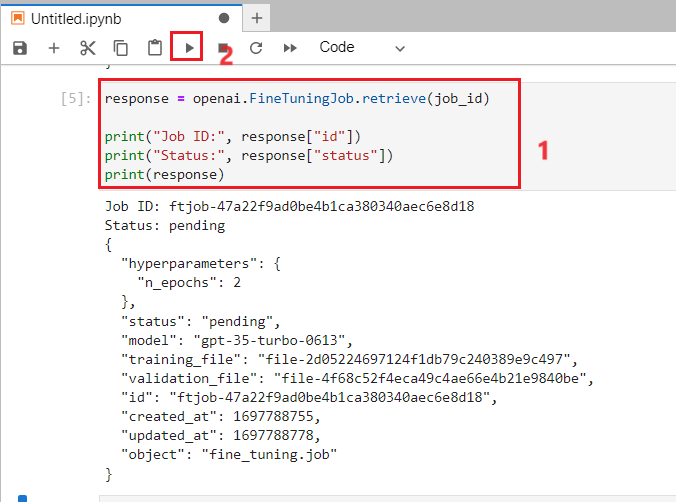 Untitled.ipynb
Code
2
}
[5]:
response = openai.FineTuningJob.retrieve(job_id)
print("Job ID:", response["id"])
print("Status:", response["status"])
print(response)
1
Job ID: ftjob-47a22f9ad0be4b1ca380340aec6e8d18
Status: pending
{
  "hyperparameters": {
    "n_epochs": 2
  },
  "status": "pending",
  "model": "gpt-35-turbo-0613",
  "training_file": "file-2d05224697124f1db79c240389e9c497",
  "validation_file": "file-4f68c52f4eca49c4ae66e4b21e9840be",
  "id": "ftjob-47a22f9ad0be4b1ca380340aec6e8d18",
  "created_at": 1697788755,
  "updated_at": 1697788778,
  "object": "fine_tuning.job"
}